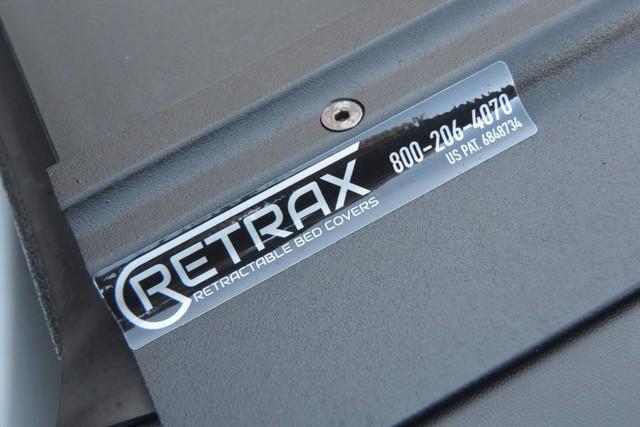 RETRAX
RETRACTABLE BED COVERS
800-206-4070
US PAT. 6848734